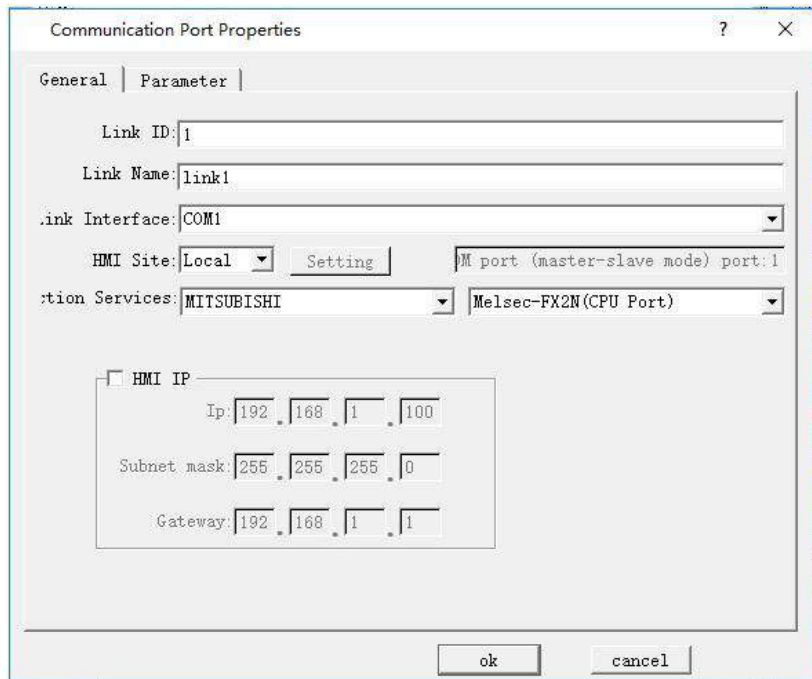 Communication Port Properties ? ×
General Parameter
Link ID: 1
Link Name: link1
.ink Interface: COM1
HMI Site: Local Setting M port (master-slave mode) port:1
:tion Services: MITSUBISHI Melsec-FX2N(CPU Port)
HMI IP
Ip: 192 . 168 . 1 . 100
Subnet mask: 255 . 255 . 255 . 0
Gateway: 192 . 168 . 1 . 1
ok cancel